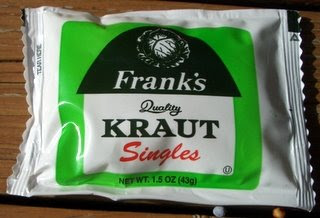 TEAR HERE
Frank's
Quality
KRAUT
Singles
NET WT. 1.5 OZ (43g)
U